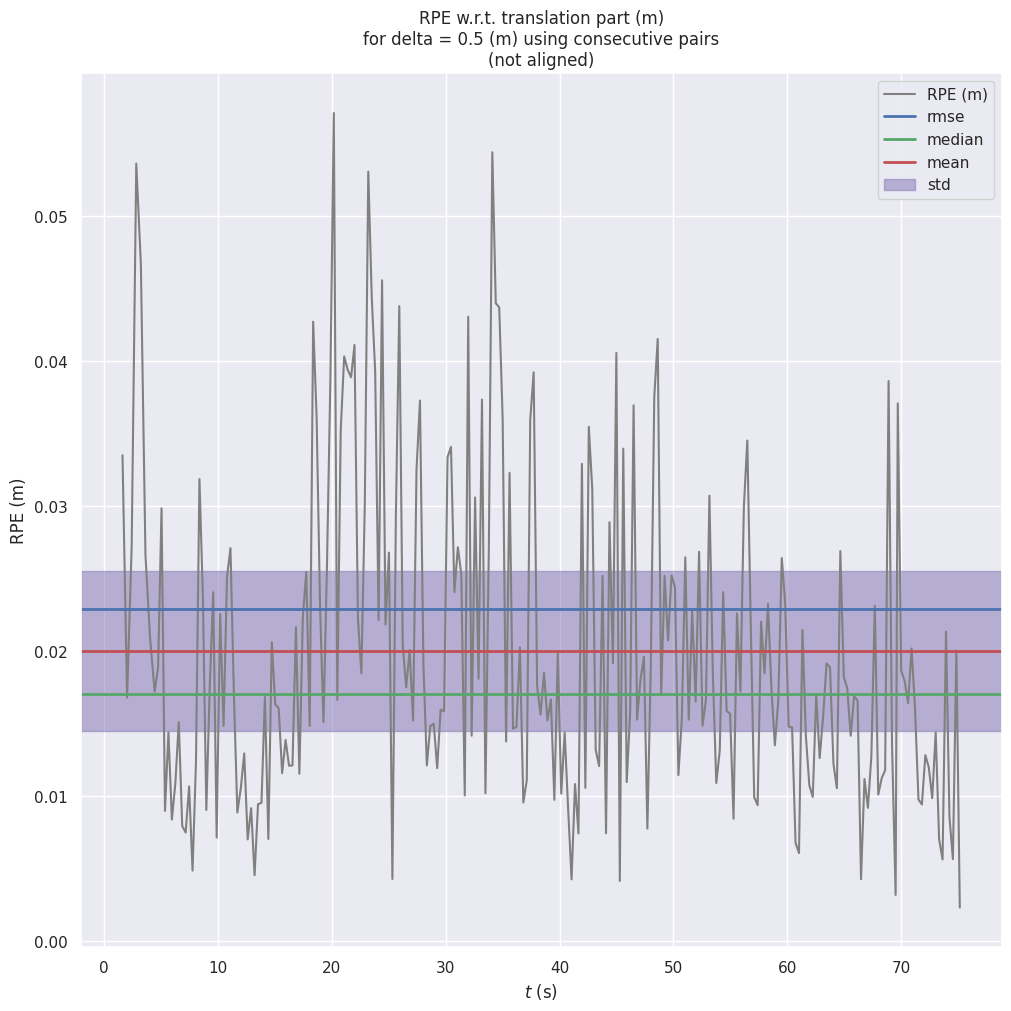 RPE w.r.t. translation part (m)
for delta = 0.5 (m) using consecutive pairs
(not aligned)
RPE (m)
rmse
median
mean
std
RPE (m)
0.05
0.04
0.03
0.02
0.01
0.00
0 10 20 30 40 50 60 70
t (s)